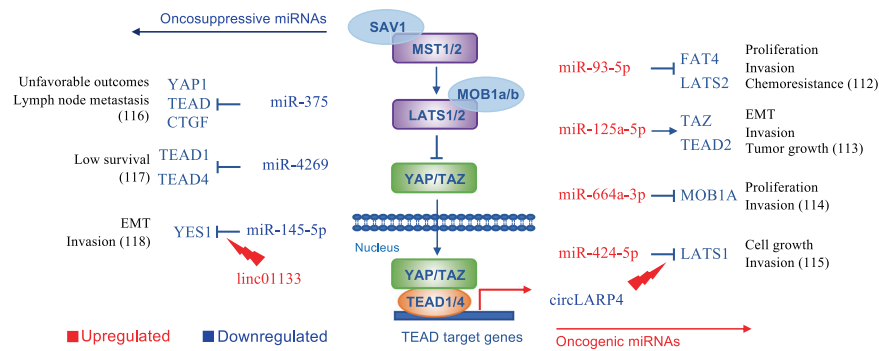 Oncosuppressive miRNAs
Unfavorable outcomes
Lymph node metastasis
(116)
YAP1
TEAD
CTGF
miR-375
Low survival
(117)
TEAD1
TEAD4
miR-4269
EMT
Invasion (118)
YES1
miR-145-5p
linc01133
SAV1
MST1/2
MOB1a/b
LATS1/2
YAP/TAZ
Nucleus
YAP/TAZ
TEAD1/4
TEAD target genes
miR-93-5p
FAT4
LATS2
Proliferation
Invasion
Chemoresistance (112)
miR-125a-5p
TAZ
TEAD2
EMT
Invasion
Tumor growth (113)
miR-664a-3p
MOB1A
Proliferation
Invasion (114)
miR-424-5p
LATS1
Cell growth
Invasion (115)
circLARP4
Oncogenic miRNAs
Upregulated
Downregulated